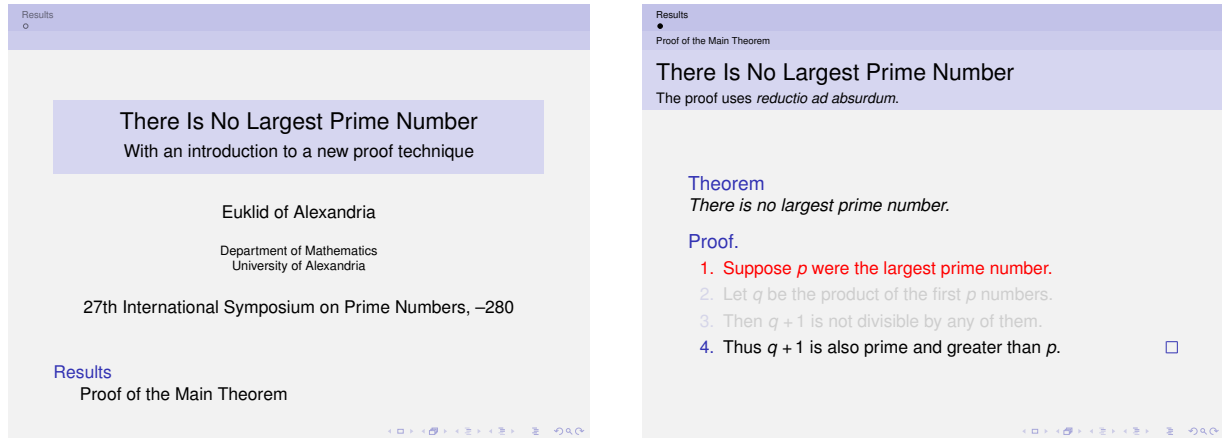 Results
There Is No Largest Prime Number
With an introduction to a new proof technique
Euklid of Alexandria
Department of Mathematics
University of Alexandria
27th International Symposium on Prime Numbers, –280
Results
Proof of the Main Theorem
Results
Proof of the Main Theorem
There Is No Largest Prime Number
The proof uses reductio ad absurdum.
Theorem
There is no largest prime number.
Proof.
1. Suppose p were the largest prime number.
2. Let q be the product of the first p numbers.
3. Then q + 1 is not divisible by any of them.
4. Thus q + 1 is also prime and greater than p.